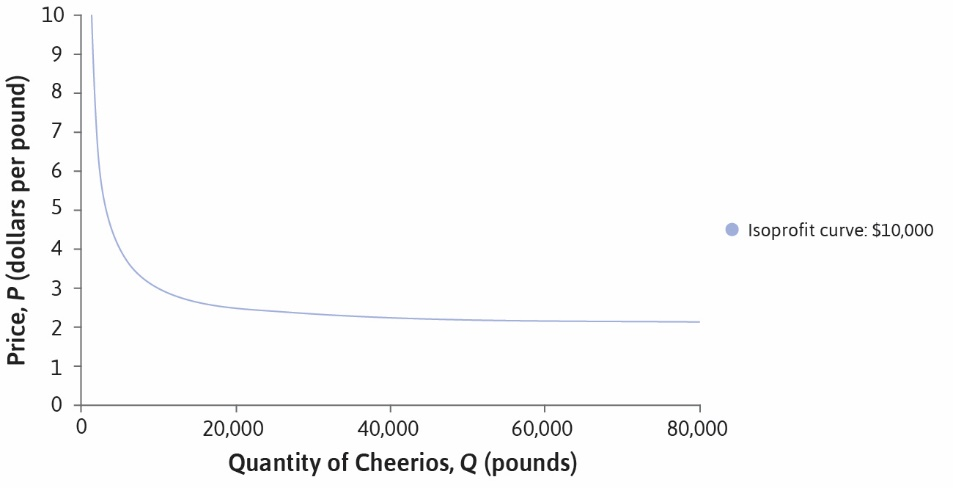 10
9
8
7
6
5
4
3
2
1
0
Price, P (dollars per pound)
0 20,000 40,000 60,000 80,000
Quantity of Cheerios, Q (pounds)
Isoprofit curve: $10,000